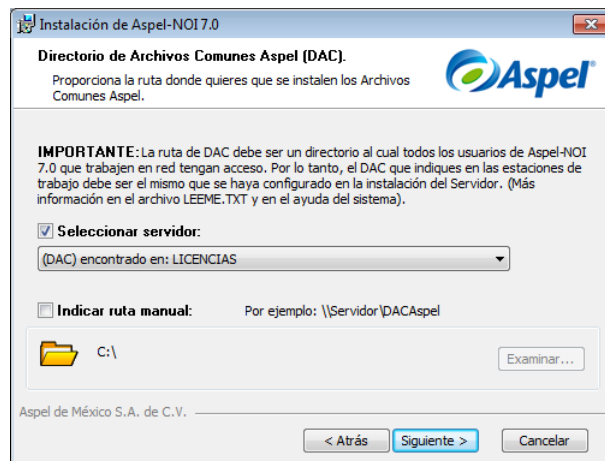 Instalación de Aspel-NOI 7.0
Directorio de Archivos Comunes Aspel (DAC).
Proporciona la ruta donde quieres que se instalen los Archivos
Comunes Aspel.
Aspel
IMPORTANTE: La ruta de DAC debe ser un directorio al cual todos los usuarios de Aspel-NOI
7.0 que trabajen en red tengan acceso. Por lo tanto, el DAC que indiques en las estaciones de
trabajo debe ser el mismo que se haya configurado en la instalación del Servidor. (Más
información en el archivo LEEME.TXT y en el ayuda del sistema).
Seleccionar servidor:
(DAC) encontrado en: LICENCIAS
Indicar ruta manual: Por ejemplo: \\Servidor\DACAspel
C:\
Examinar...
Aspel de México S.A. de C.V.
< Atrás Siguiente > Cancelar